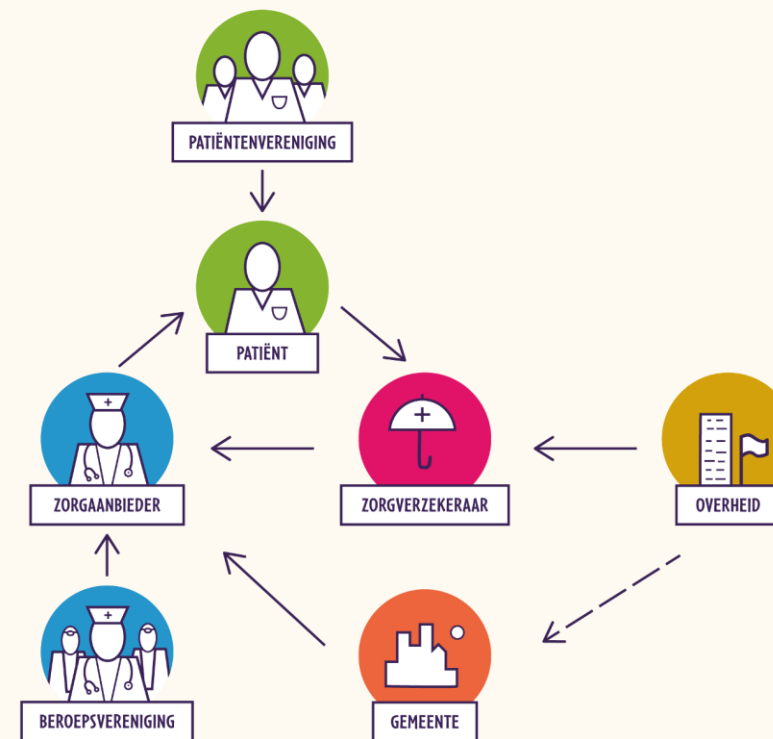 PATIËNTENVERENIGING
PATIËNT
ZORGAANBIEDER
ZORGVERZEKERAAR
OVERHEID
BEROEPSVERENIGING
GEMEENTE